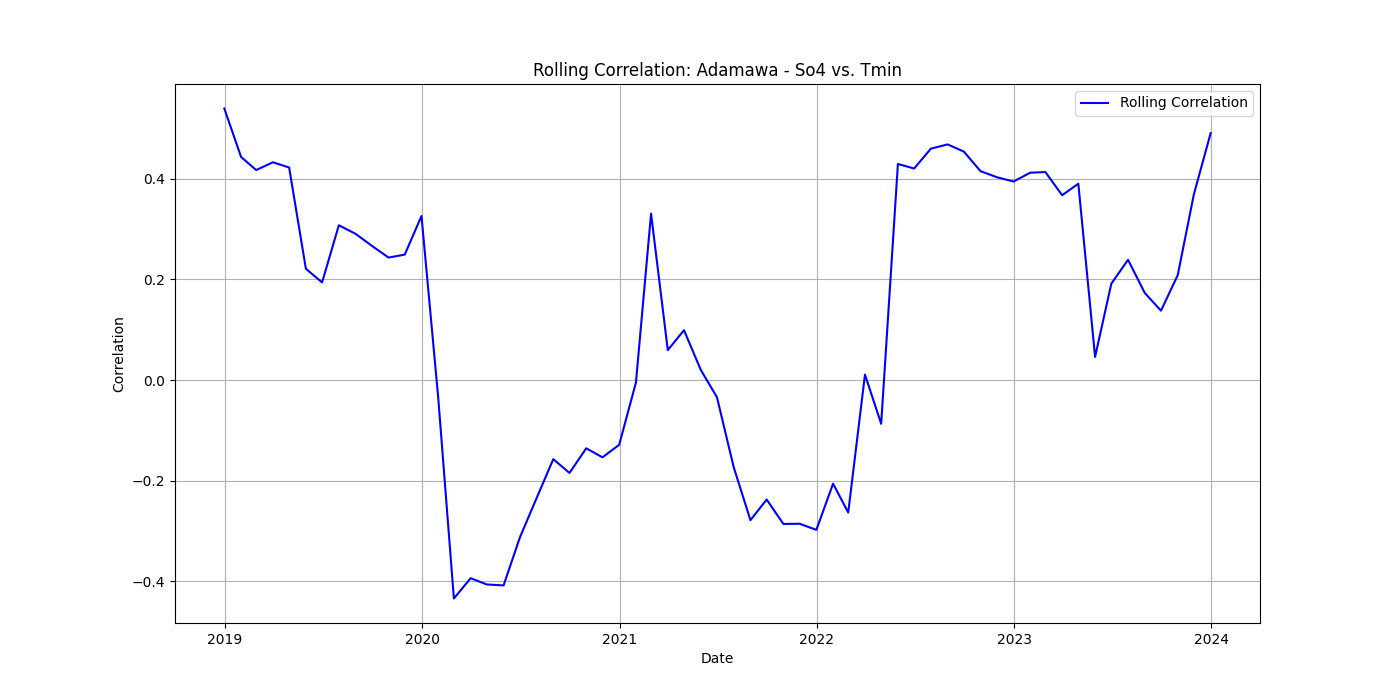 Rolling Correlation: Adamawa - So4 vs. Tmin
Rolling Correlation
Correlation
0.4
0.2
0.0
−0.2
−0.4
2019 2020 2021 2022 2023 2024
Date